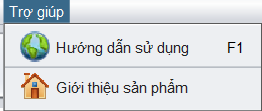 Trợ giúp
Hướng dẫn sử dụng F1
Giới thiệu sản phẩm